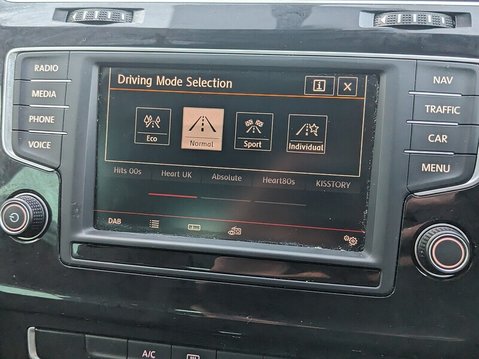 RADIO
MEDIA
PHONE
VOICE
Driving Mode Selection
i
Eco
Normal
Sport
Individual
Hits 00s Heart UK Absolute Heart80s KISSTORY
DAB
NAV
TRAFFIC
CAR
MENU
A/C